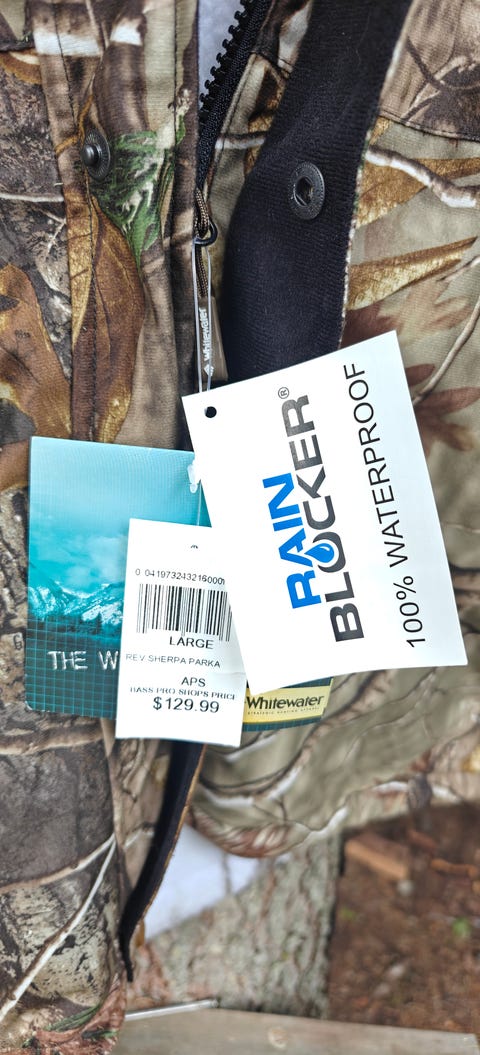 Whitewater
RAIN
BLOCKER®
100% WATERPROOF
THE W
0 041973243216000
LARGE
REV SHERPA PARKA
APS
BASS PRO SHOPS PRICE
$129.99
Whitewater